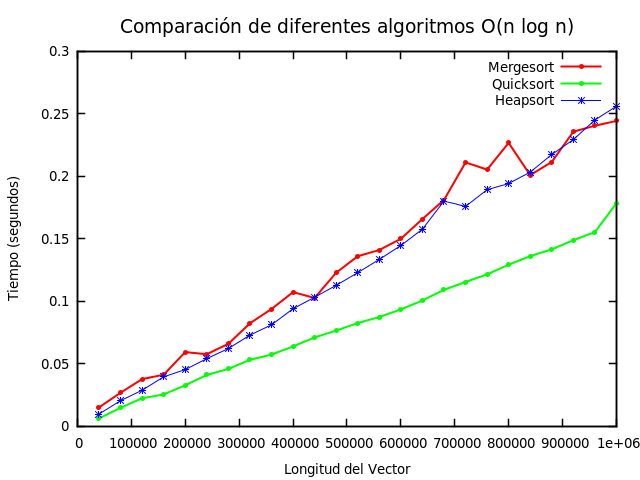 Comparación de diferentes algoritmos O(n log n)
Mergesort
Quicksort
Heapsort
Tiempo (segundos)
0.3
0.25
0.2
0.15
0.1
0.05
0
0 100000 200000 300000 400000 500000 600000 700000 800000 900000 1e+06
Longitud del Vector